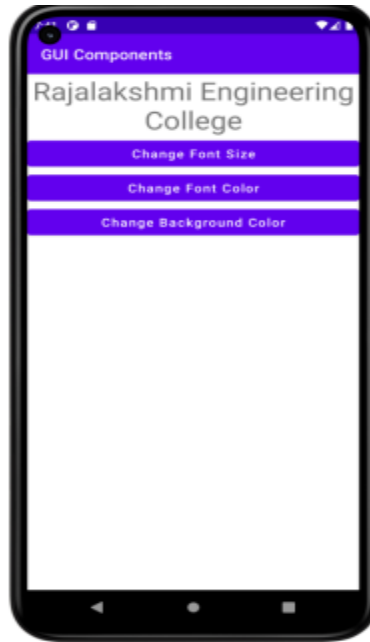 GUI Components
Rajalakshmi Engineering
College
Change Font Size
Change Font Color
Change Background Color